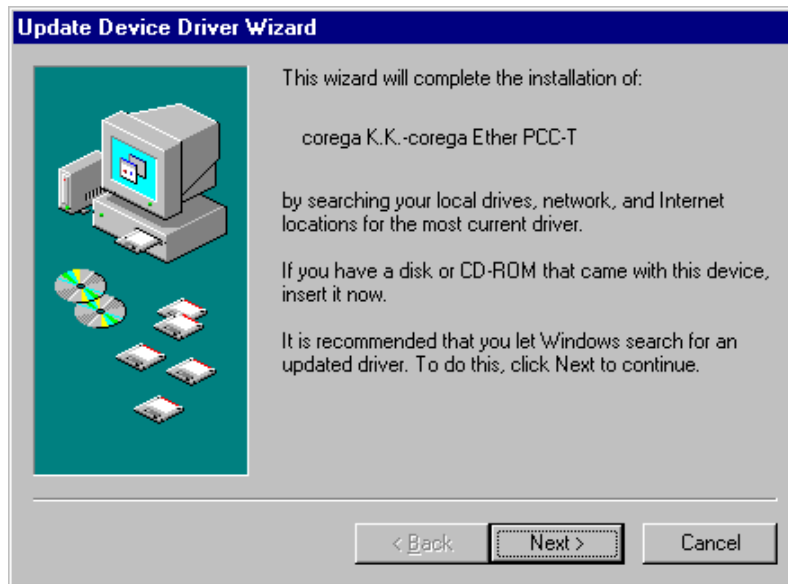 Update Device Driver Wizard
This wizard will complete the installation of:
corega K.K.-corega Ether PCC-T
by searching your local drives, network, and Internet
locations for the most current driver.
If you have a disk or CD-ROM that came with this device,
insert it now.
It is recommended that you let Windows search for an
updated driver. To do this, click Next to continue.
< Back
Next >
Cancel